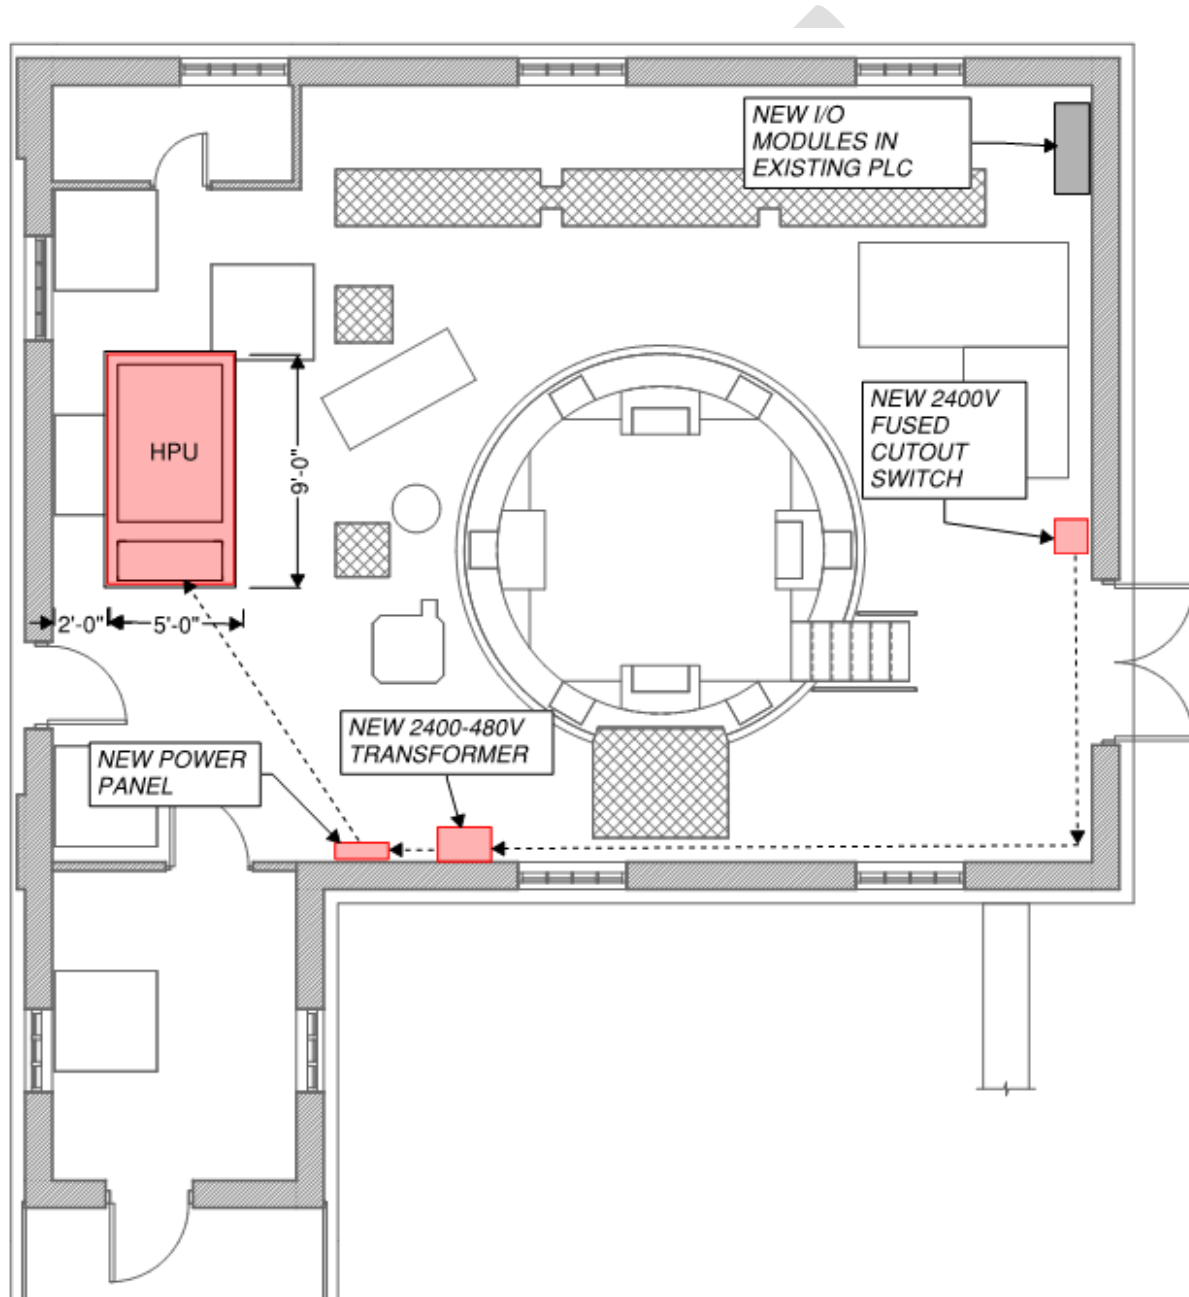 NEW I/O
MODULES IN
EXISTING PLC
NEW 2400V
FUSED
CUTOUT
SWITCH
HPU
9'-0"
2'-0"
5'-0"
NEW 2400-480V
TRANSFORMER
NEW POWER
PANEL